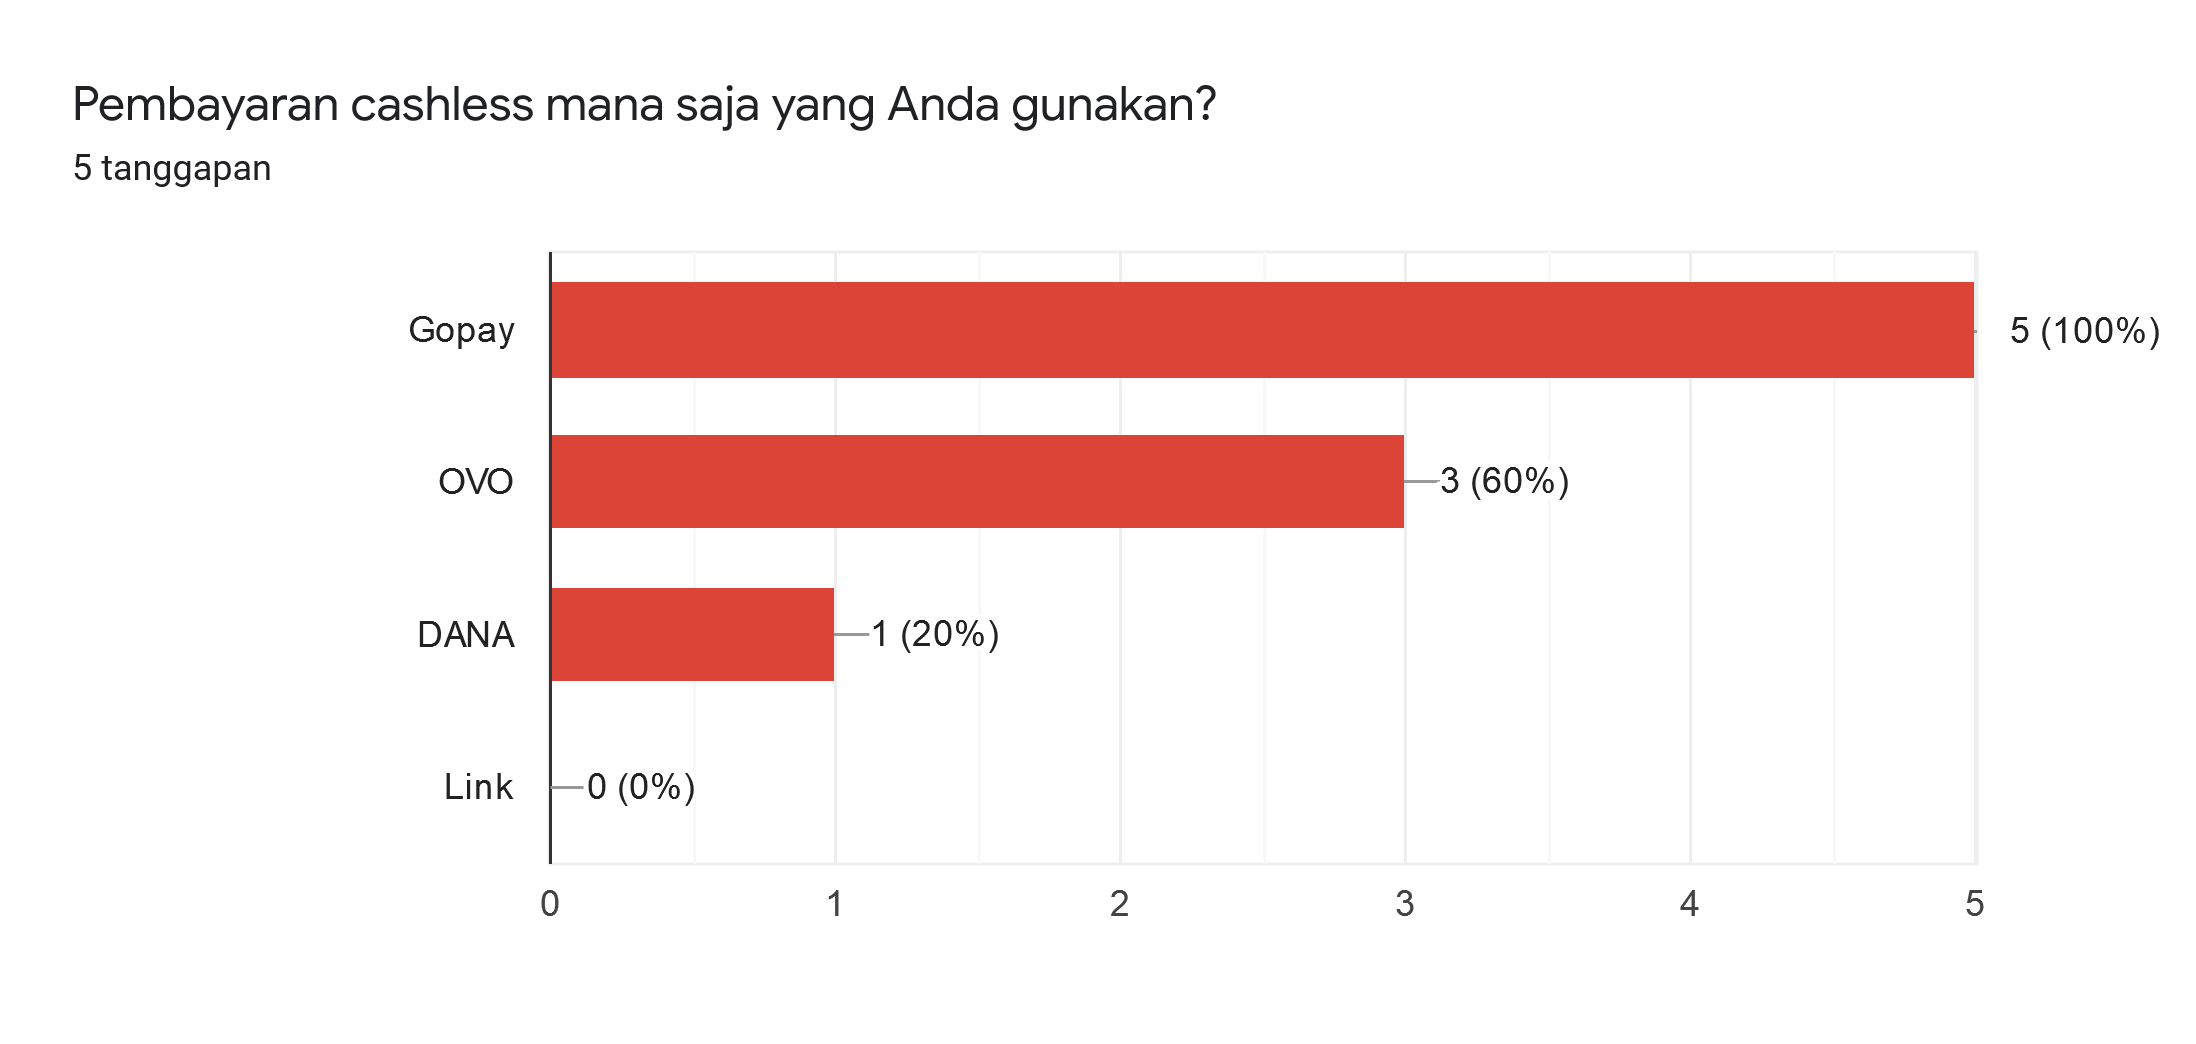 Pembayaran cashless mana saja yang Anda gunakan?
5 tanggapan
Gopay
5 (100%)
OVO
3 (60%)
DANA
1 (20%)
Link
0 (0%)
0 1 2 3 4 5